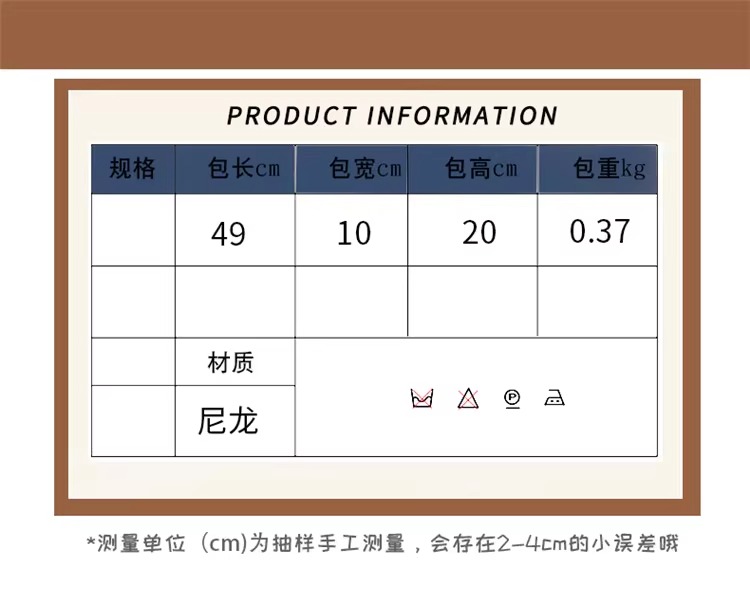 PRODUCT INFORMATION
规格 包长cm 包宽cm 包高cm 包重kg
49 10 20 0.37
材质
尼龙
P
*测量单位（cm)为抽样手工测量，会存在2-4cm的小误差哦